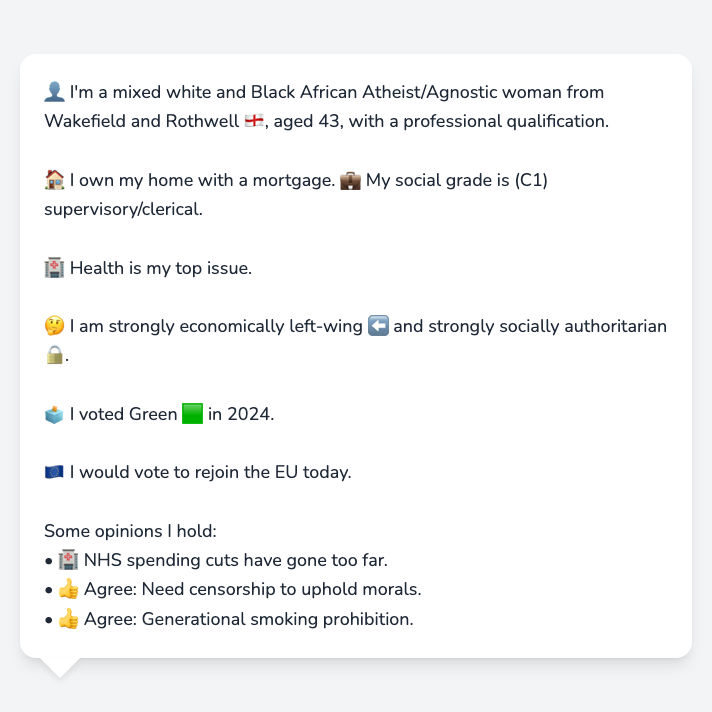 👤 I'm a mixed white and Black African Atheist/Agnostic woman from
Wakefield and Rothwell 🏴󠁧󠁢󠁥󠁮󠁧󠁿, aged 43, with a professional qualification.
🏠 I own my home with a mortgage. 💼 My social grade is (C1)
supervisory/clerical.
🏥 Health is my top issue.
🤔 I am strongly economically left-wing ⬅️ and strongly socially authoritarian
🔒.
🗳️ I voted Green 🟩 in 2024.
🇪🇺 I would vote to rejoin the EU today.
Some opinions I hold:
• 🏥 NHS spending cuts have gone too far.
• 👍 Agree: Need censorship to uphold morals.
• 👍 Agree: Generational smoking prohibition.